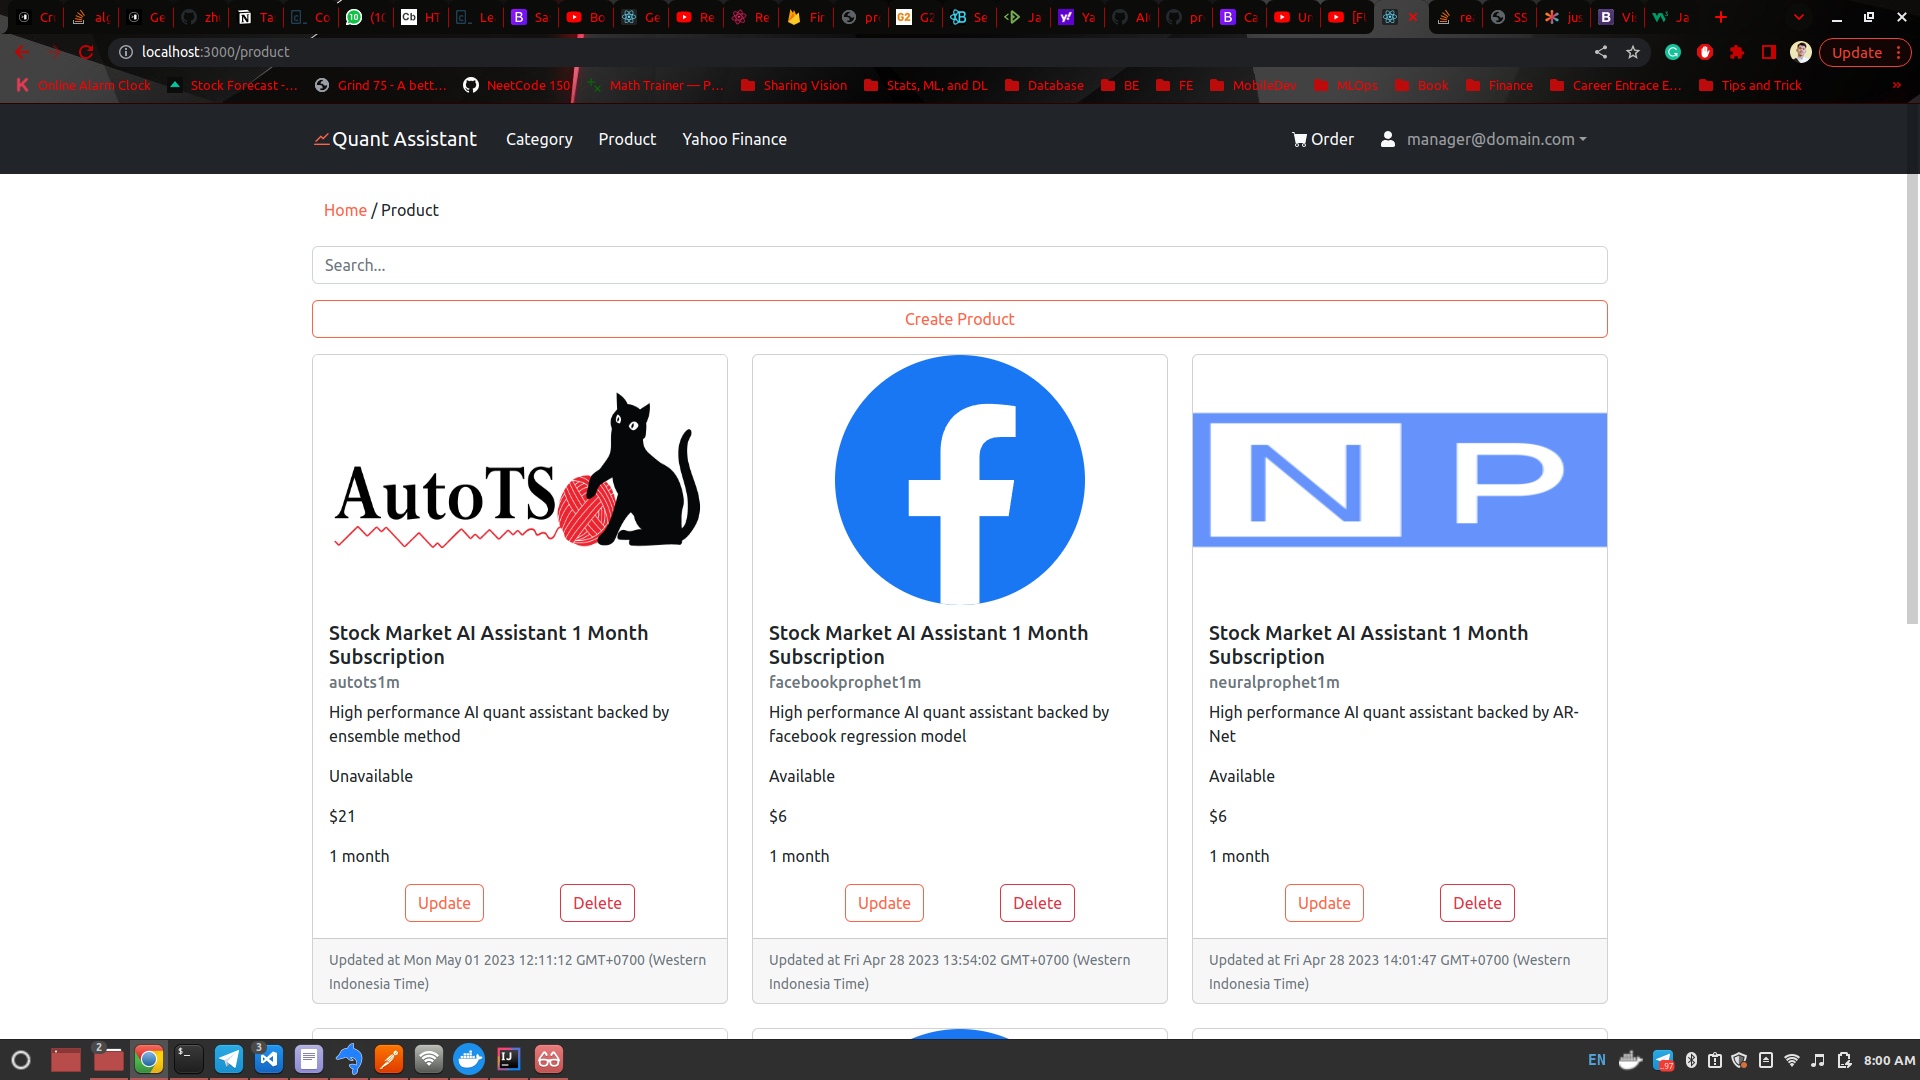 Cr
alg
Ge
zh
Ta
Co
(10
HT
Le
Sa
Bo
Ge
Re
Re
Fir
pr
G2
Se
Ja
Ya
AI
pr
Ca
Ur
[Fl
re
SS
jus
Vi
Ja
localhost:3000/product
Update
Online Alarm Clock
Stock Forecast -...
Grind 75 - A bett...
NeetCode 150
Math Trainer — P...
Sharing Vision
Stats, ML, and DL
Database
BE
FE
MobileDev
MLOps
Book
Finance
Career Entrace E...
Tips and Trick
»
Quant Assistant
Category
Product
Yahoo Finance
Order
manager@domain.com
Home / Product
Search...
Create Product
AutoTS
N P
Stock Market AI Assistant 1 Month
Subscription
autots1m
High performance AI quant assistant backed by
ensemble method
Unavailable
$21
1 month
Update
Delete
Updated at Mon May 01 2023 12:11:12 GMT+0700 (Western
Indonesia Time)
Stock Market AI Assistant 1 Month
Subscription
facebookprophet1m
High performance AI quant assistant backed by
facebook regression model
Available
$6
1 month
Update
Delete
Updated at Fri Apr 28 2023 13:54:02 GMT+0700 (Western
Indonesia Time)
Stock Market AI Assistant 1 Month
Subscription
neuralprophet1m
High performance AI quant assistant backed by AR-
Net
Available
$6
1 month
Update
Delete
Updated at Fri Apr 28 2023 14:01:47 GMT+0700 (Western
Indonesia Time)
2
3
IJ
EN
97
8:00 AM